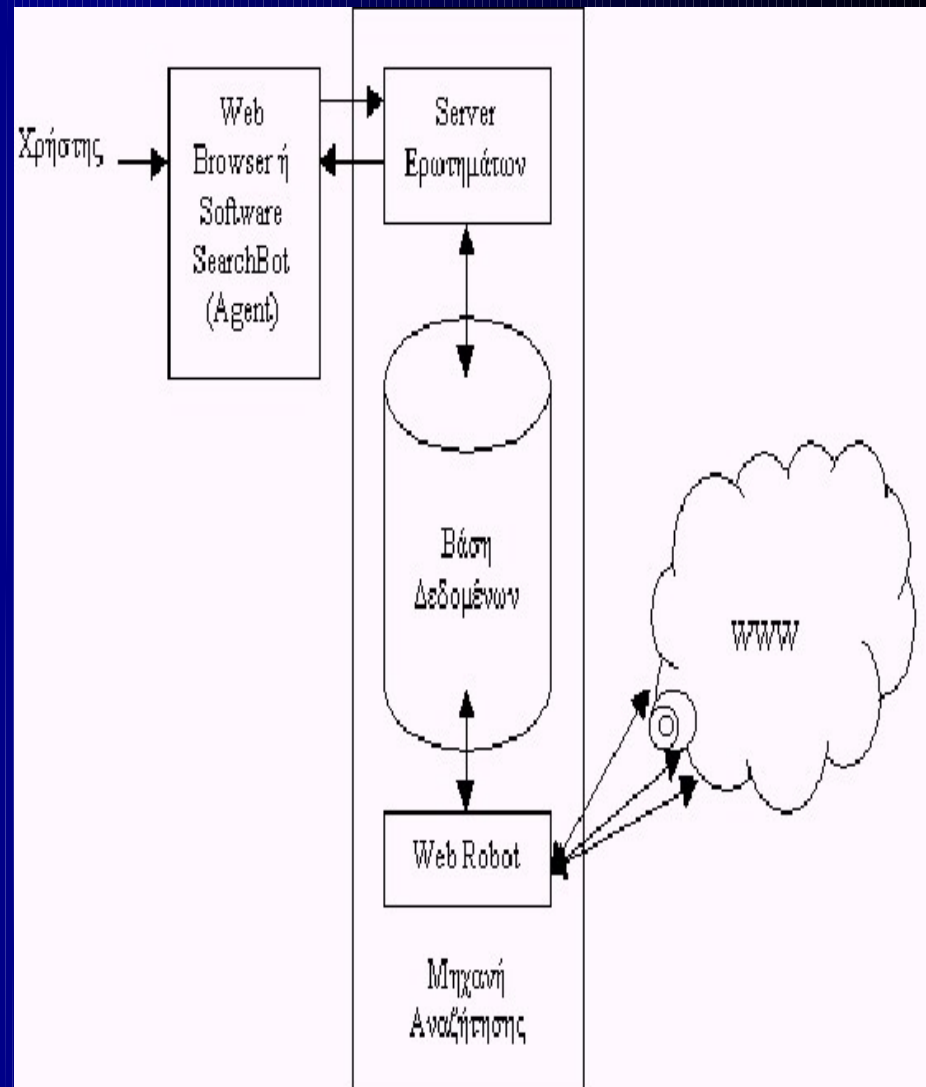 Χρήστης
Web
Browser ή
Software
SearchBot
(Agent)
Server
Ερωτημάτων
Βάση
Δεδομένων
WWW
Web Robot
Μηχανή
Αναζήτησης